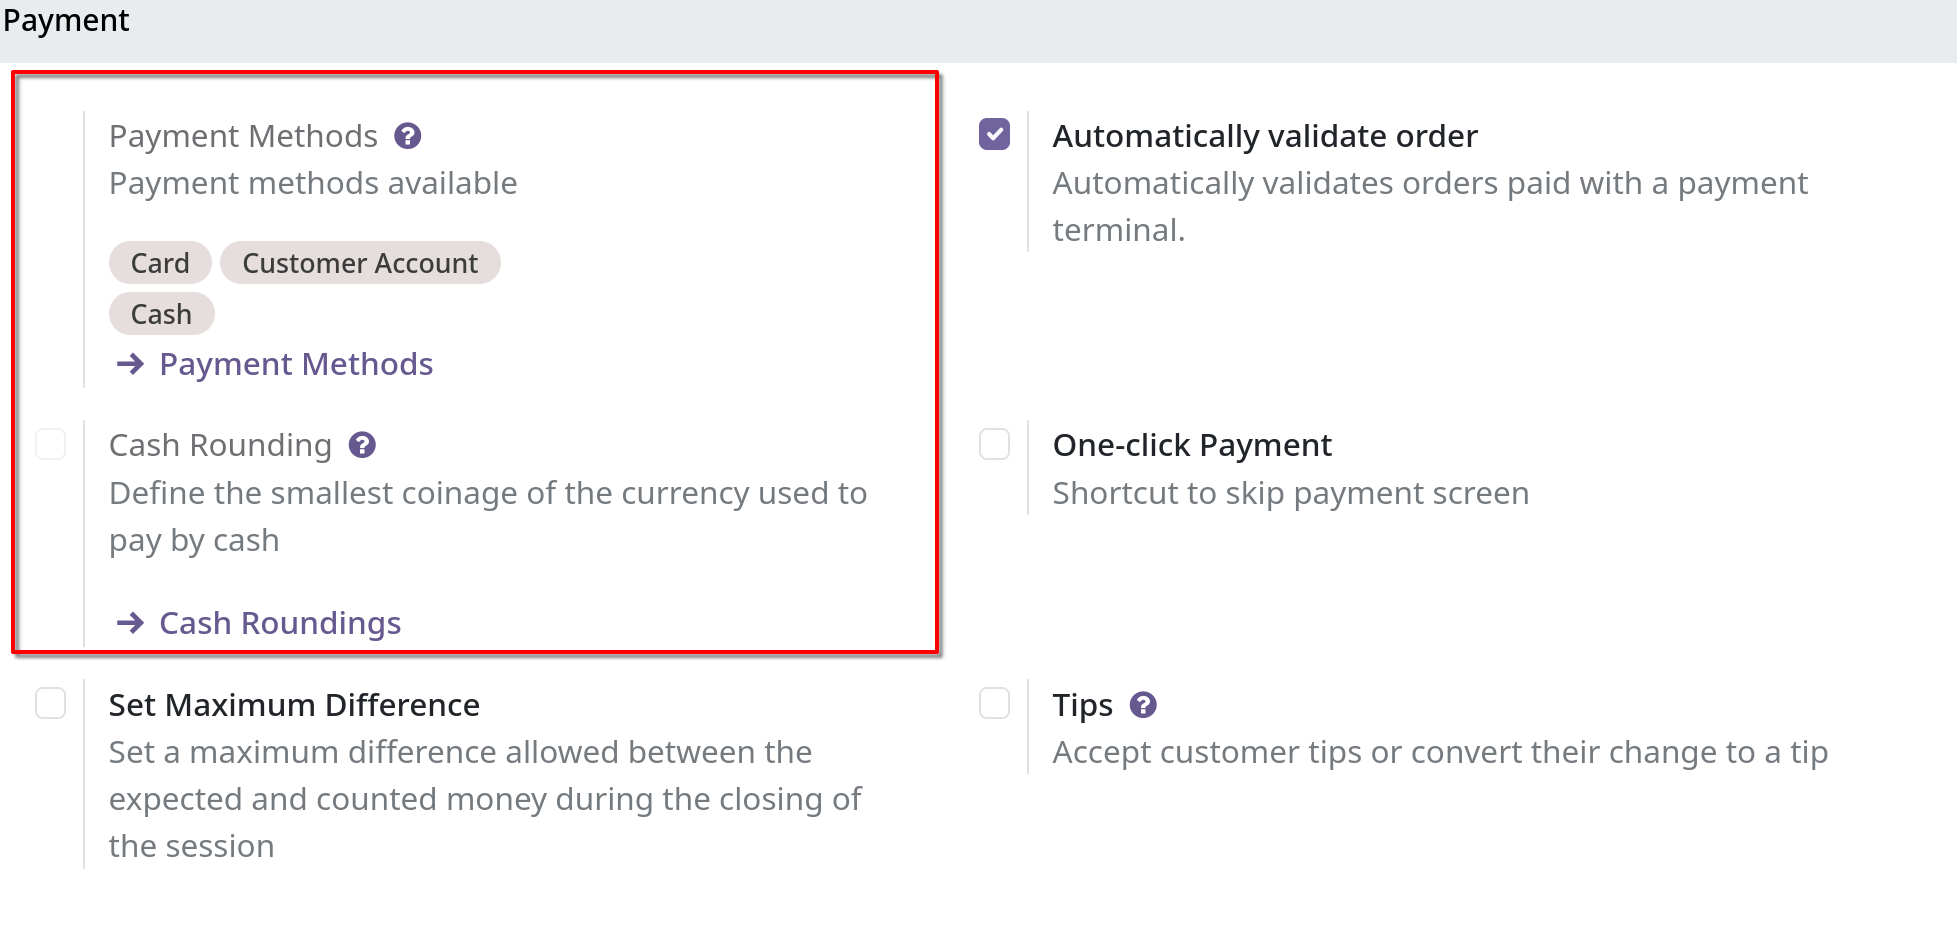 Payment
Payment Methods
Payment methods available
Card Customer Account
Cash
Payment Methods
Automatically validate order
Automatically validates orders paid with a payment
terminal.
Cash Rounding
Define the smallest coinage of the currency used to
pay by cash
Cash Roundings
One-click Payment
Shortcut to skip payment screen
Set Maximum Difference
Set a maximum difference allowed between the
expected and counted money during the closing of
the session
Tips
Accept customer tips or convert their change to a tip